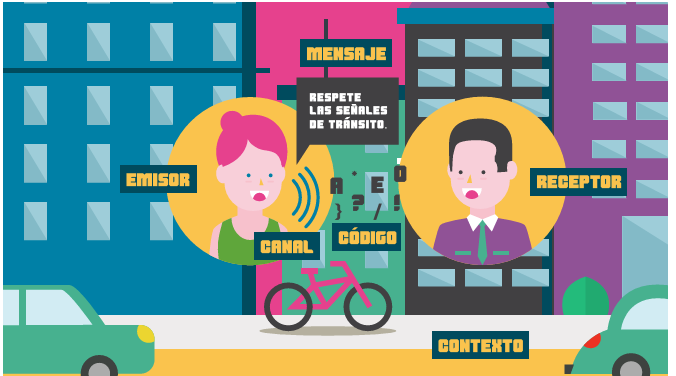 MENSAJE
RESPETE
LAS SEÑALES
DE TRÁNSITO.
EMISOR
RECEPTOR
A E O
} ? /
CANAL
CÓDIGO
CONTEXTO